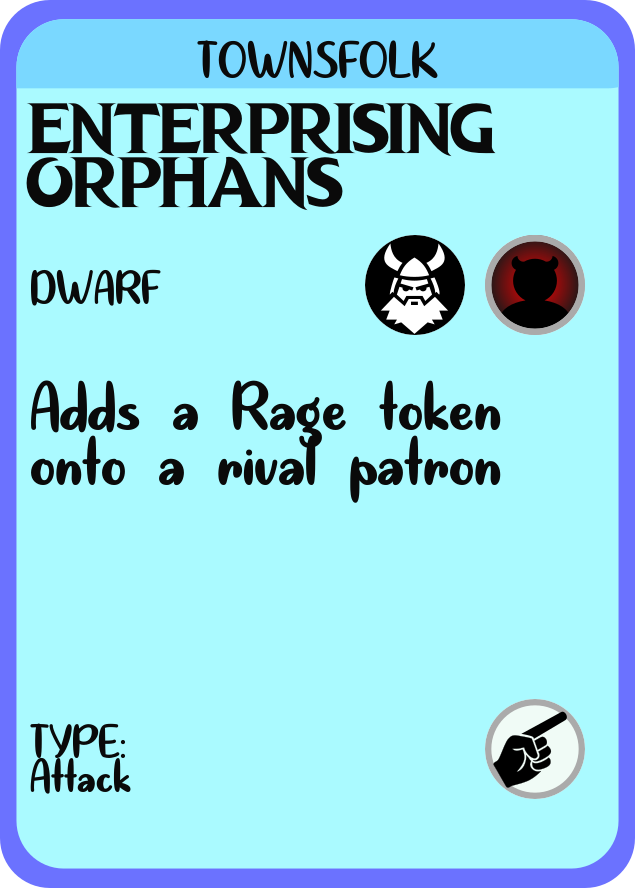 TOWNSFOLK
ENTERPRISING
ORPHANS
DWARF
Adds a Rage token
onto a rival patron
TYPE:
Attack